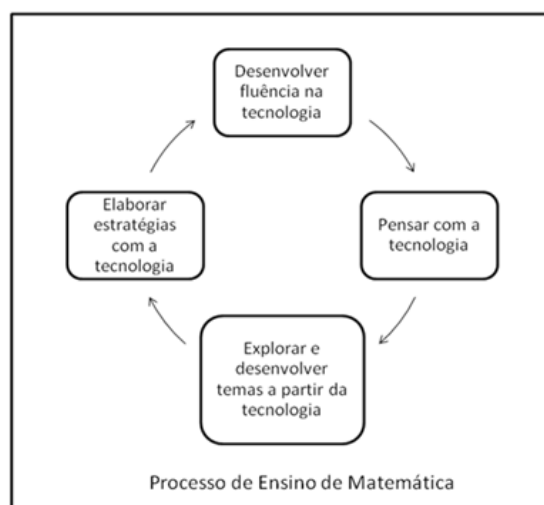 Desenvolver
fluência na
tecnologia
Elaborar
estratégias
com a
tecnologia
Pensar com a
tecnologia
Explorar e
desenvolver
temas a partir da
tecnologia
Processo de Ensino de Matemática